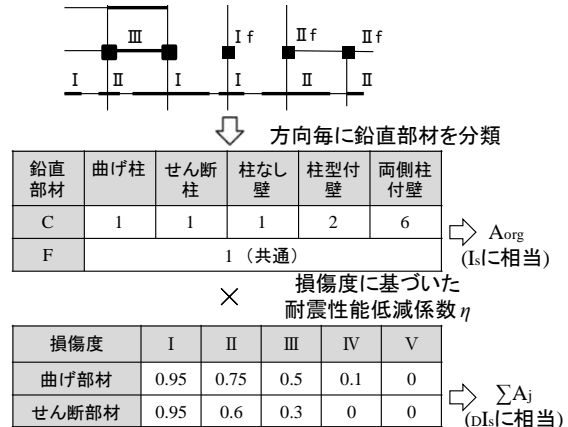 Ⅲ Ⅰf Ⅱf Ⅱf
Ⅰ Ⅱ Ⅰ Ⅰ Ⅱ Ⅱ
方向毎に鉛直部材を分類
鉛直部材 曲げ柱 せん断柱 柱なし壁 柱型付壁 両側柱付壁
C 1 1 1 2 6
F 1 （共通）
Aorg
(Isに相当)
× 損傷度に基づいた
耐震性能低減係数η
損傷度 Ⅰ Ⅱ Ⅲ Ⅳ Ⅴ
曲げ部材 0.95 0.75 0.5 0.1 0
せん断部材 0.95 0.6 0.3 0 0
∑Aj
(DIsに相当)